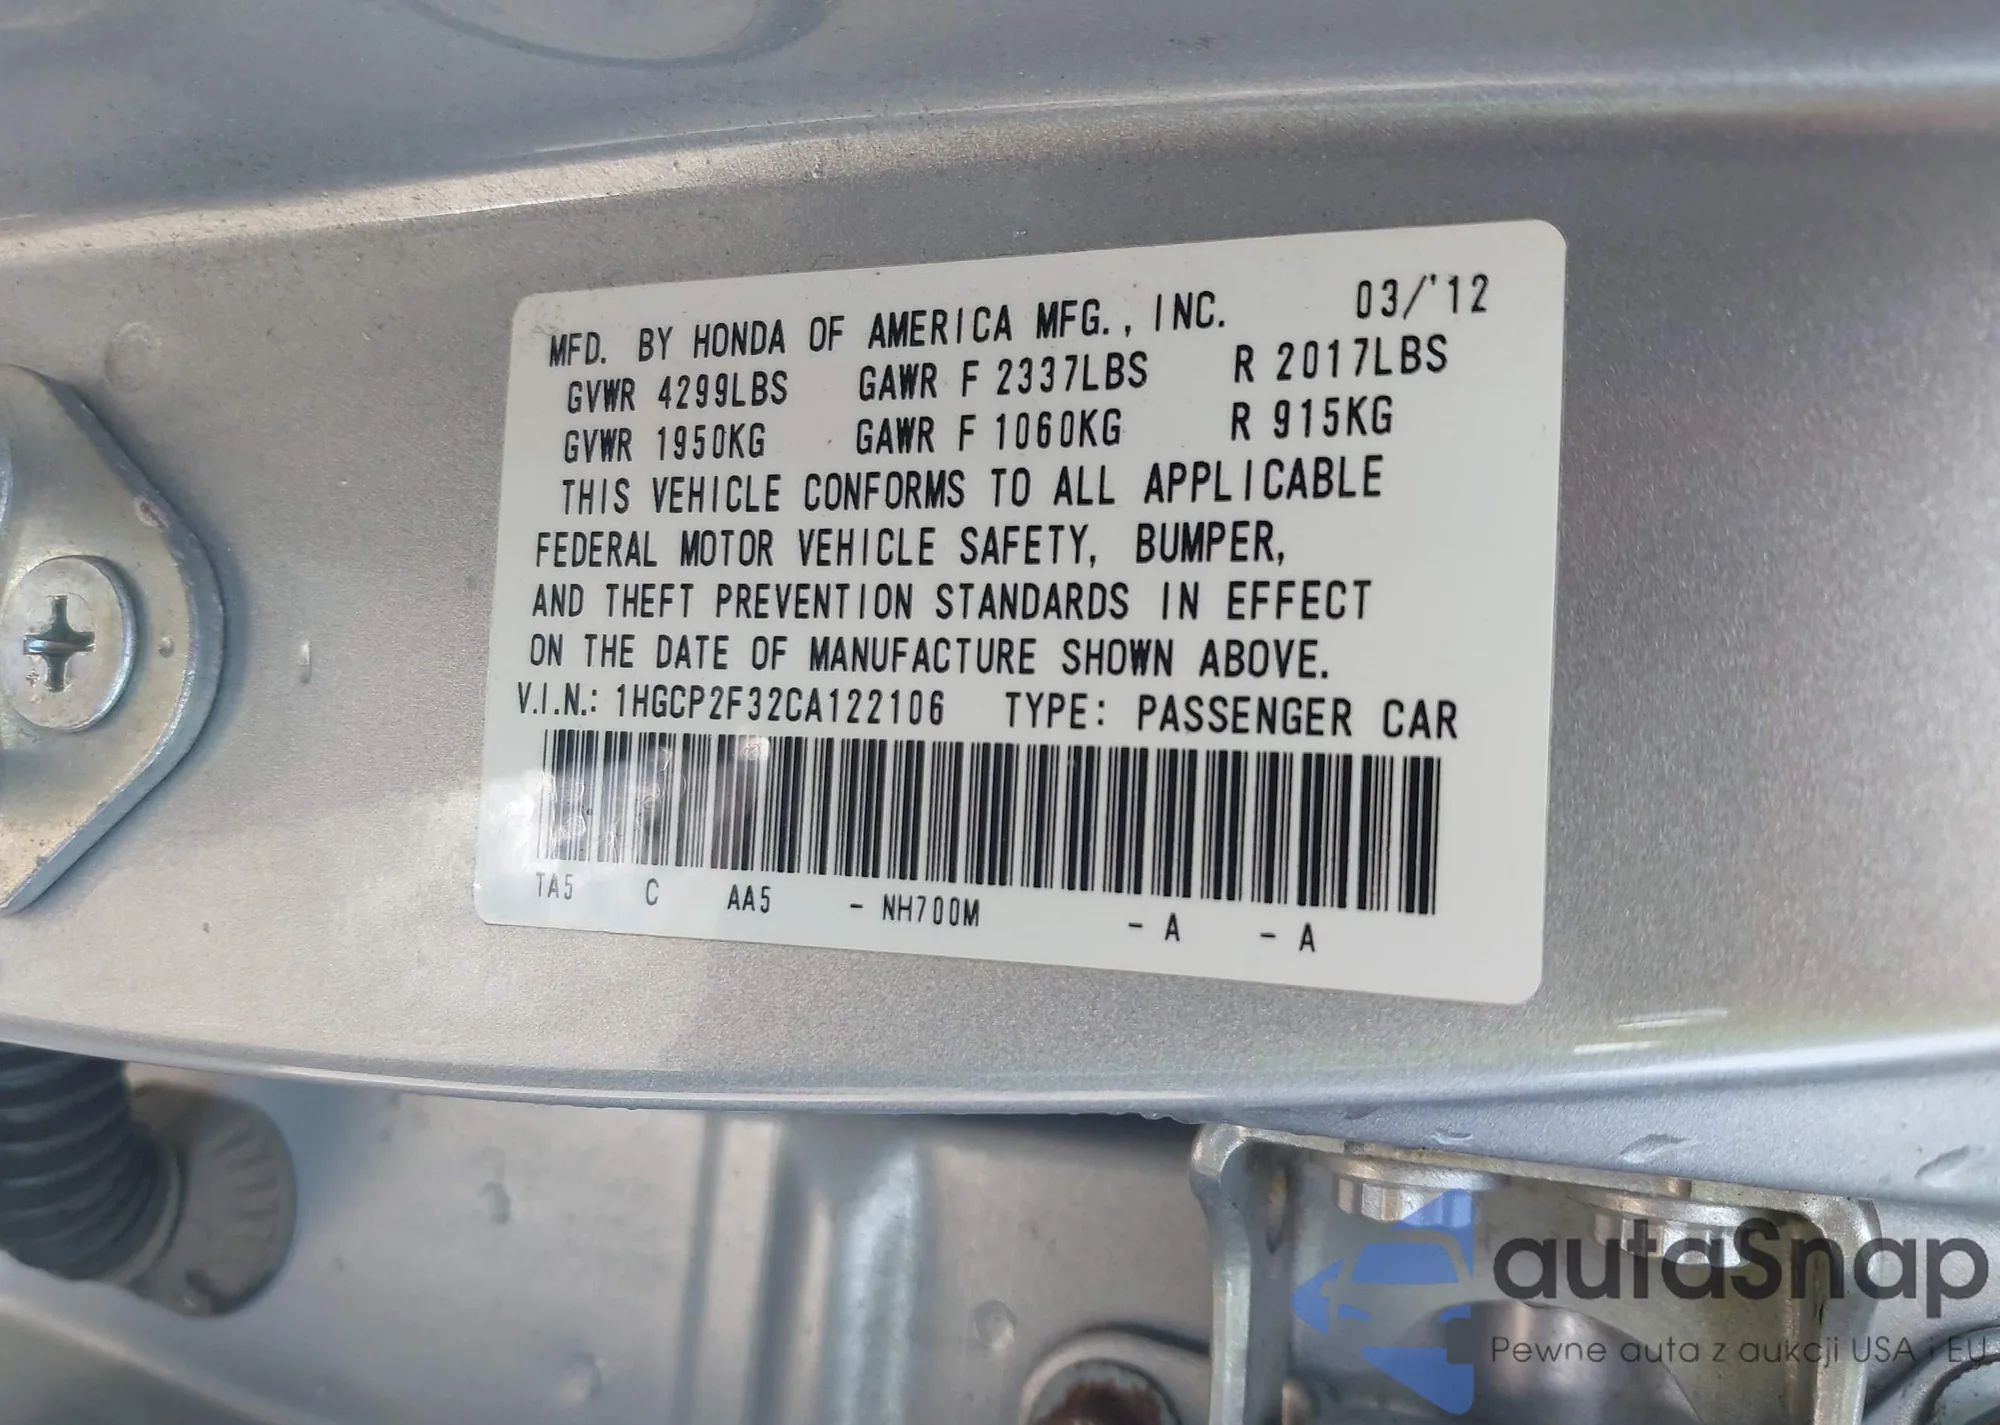 MFD. BY HONDA OF AMERICA MFG., INC. 03/'12
GVWR 4299LBS GAWR F 2337LBS R 2017LBS
GVWR 1950KG GAWR F 1060KG R 915KG
THIS VEHICLE CONFORMS TO ALL APPLICABLE
FEDERAL MOTOR VEHICLE SAFETY, BUMPER,
AND THEFT PREVENTION STANDARDS IN EFFECT
ON THE DATE OF MANUFACTURE SHOWN ABOVE.
V.I.N.: 1HGCP2F32CA122106 TYPE: PASSENGER CAR
TA5 C AA5 - NH700M - A - A
autaSnap
Pewne auta z aukcji USA i EU